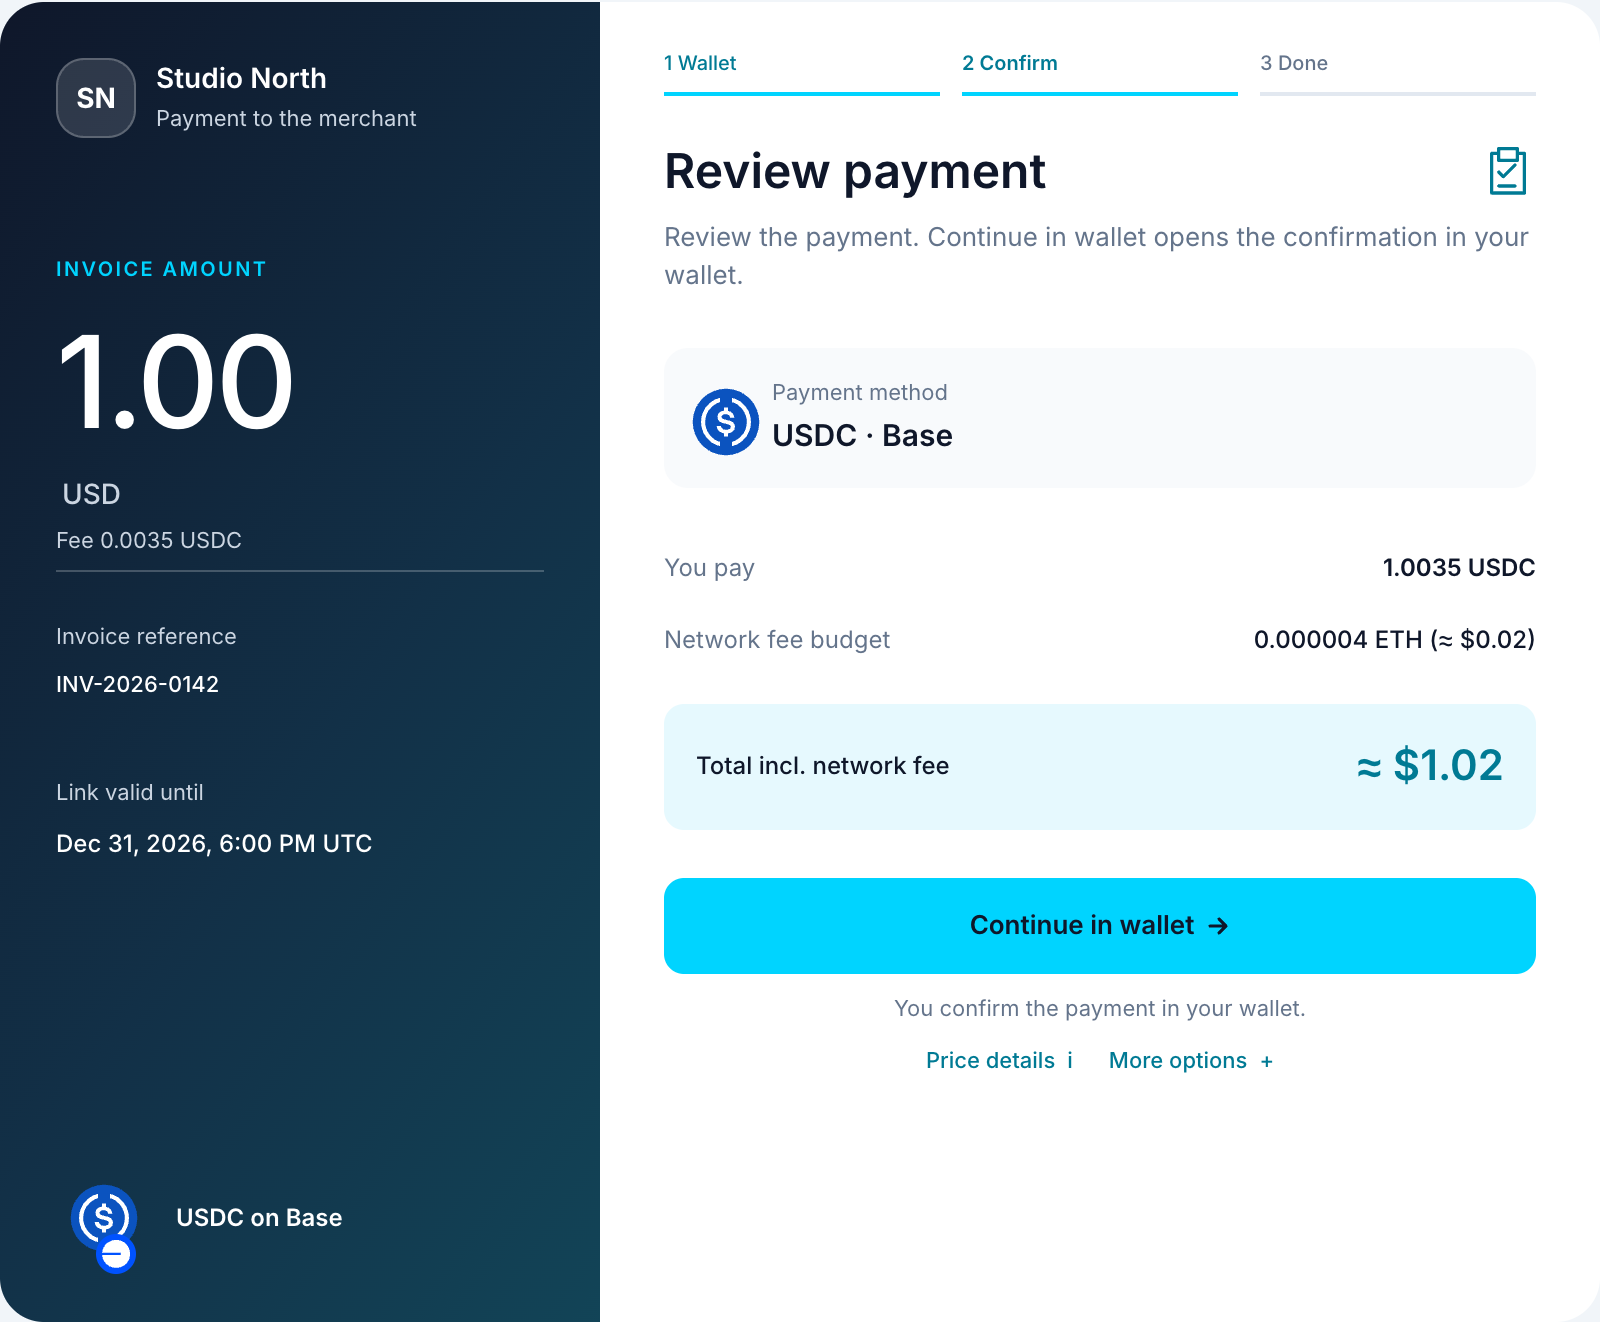 SN
Studio North
Payment to the merchant
INVOICE AMOUNT
1.00
USD
Fee 0.0035 USDC
Invoice reference
INV-2026-0142
Link valid until
Dec 31, 2026, 6:00 PM UTC
USDC on Base
1 Wallet
2 Confirm
3 Done
Review payment
Review the payment. Continue in wallet opens the confirmation in your
wallet.
Payment method
USDC · Base
You pay
1.0035 USDC
Network fee budget
0.000004 ETH (≈ $0.02)
Total incl. network fee
≈ $1.02
Continue in wallet →
You confirm the payment in your wallet.
Price details i
More options +